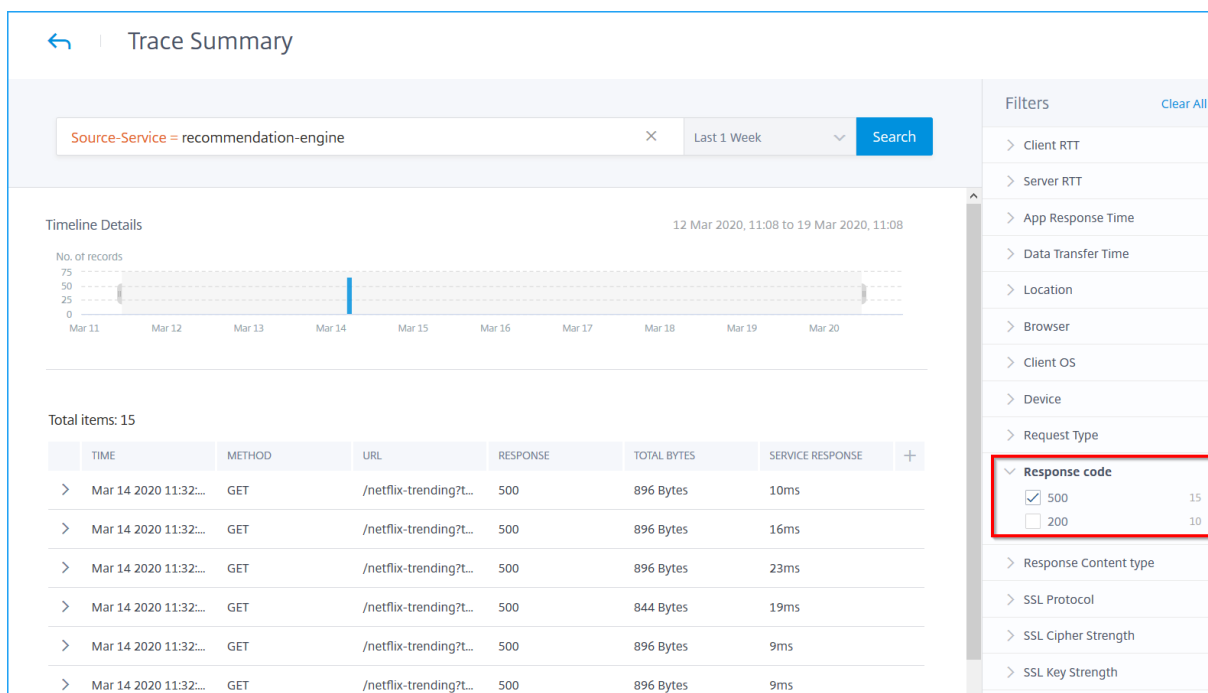 Trace Summary
Source-Service = recommendation-engine
Last 1 Week
Search
Timeline Details
12 Mar 2020, 11:08 to 19 Mar 2020, 11:08
No. of records
75
50
25
0
Mar 11 Mar 12 Mar 13 Mar 14 Mar 15 Mar 16 Mar 17 Mar 18 Mar 19 Mar 20
Total items: 15
TIME METHOD URL RESPONSE TOTAL BYTES SERVICE RESPONSE
Mar 14 2020 11:32:... GET /netflix-trending?t... 500 896 Bytes 10ms
Mar 14 2020 11:32:... GET /netflix-trending?t... 500 896 Bytes 16ms
Mar 14 2020 11:32:... GET /netflix-trending?t... 500 896 Bytes 23ms
Mar 14 2020 11:32:... GET /netflix-trending?t... 500 844 Bytes 19ms
Mar 14 2020 11:32:... GET /netflix-trending?t... 500 896 Bytes 9ms
Mar 14 2020 11:32:... GET /netflix-trending?t... 500 896 Bytes 9ms
Filters Clear All
Client RTT
Server RTT
App Response Time
Data Transfer Time
Location
Browser
Client OS
Device
Request Type
Response code
500 15
200 10
Response Content type
SSL Protocol
SSL Cipher Strength
SSL Key Strength